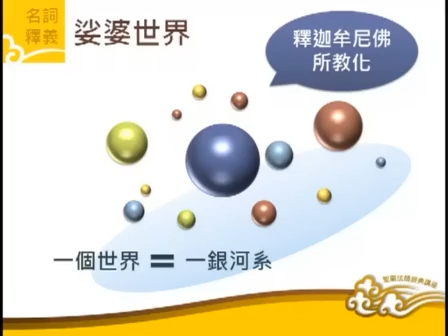 名詞
釋義
娑婆世界
釋迦牟尼佛
所教化
一個世界 = 一銀河系